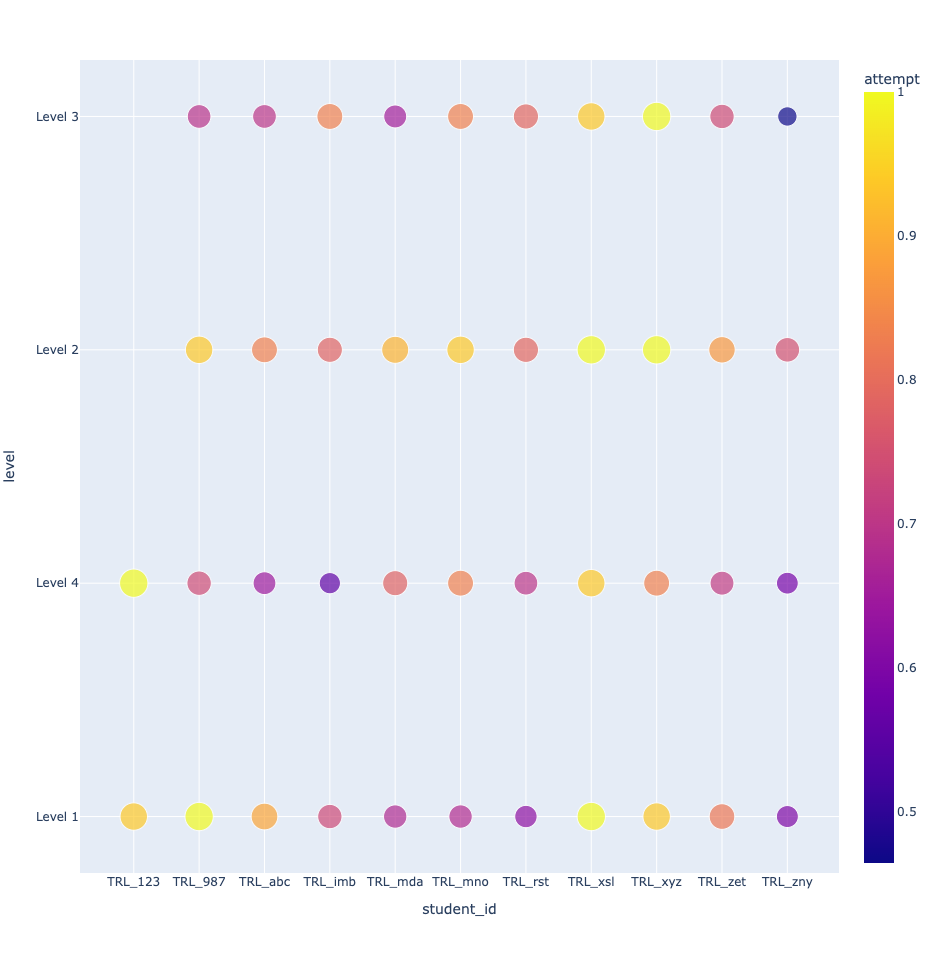 attempt
1
0.9
0.8
0.7
0.6
0.5
level
Level 3
Level 2
Level 4
Level 1
TRL_123 TRL_987 TRL_abc TRL_imb TRL_mda TRL_mno TRL_rst TRL_xsl TRL_xyz TRL_zet TRL_zny
student_id